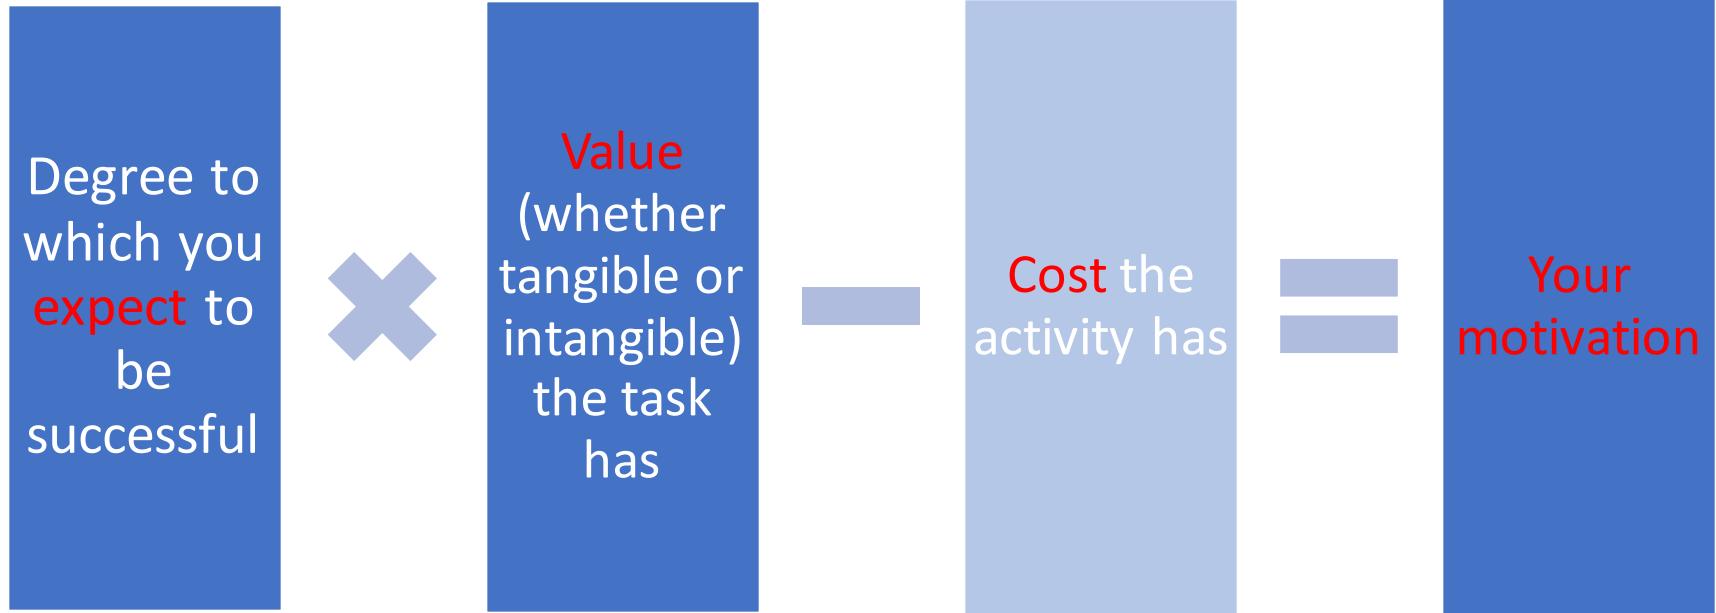 Degree to
which you
expect to
be
successful
Value
(whether
tangible or
intangible)
the task
has
Cost the
activity has
Your
motivation